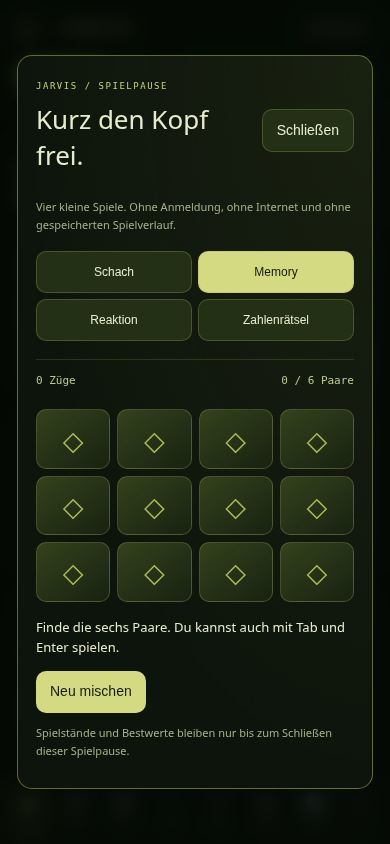 JARVIS / SPIELPAUSE
Kurz den Kopf
frei.
Schließen
Vier kleine Spiele. Ohne Anmeldung, ohne Internet und ohne
gespeicherten Spielverlauf.
Schach
Memory
Reaktion
Zahlenrätsel
0 Züge
0 / 6 Paare
Finde die sechs Paare. Du kannst auch mit Tab und
Enter spielen.
Neu mischen
Spielstände und Bestwerte bleiben nur bis zum Schließen
dieser Spielpause.